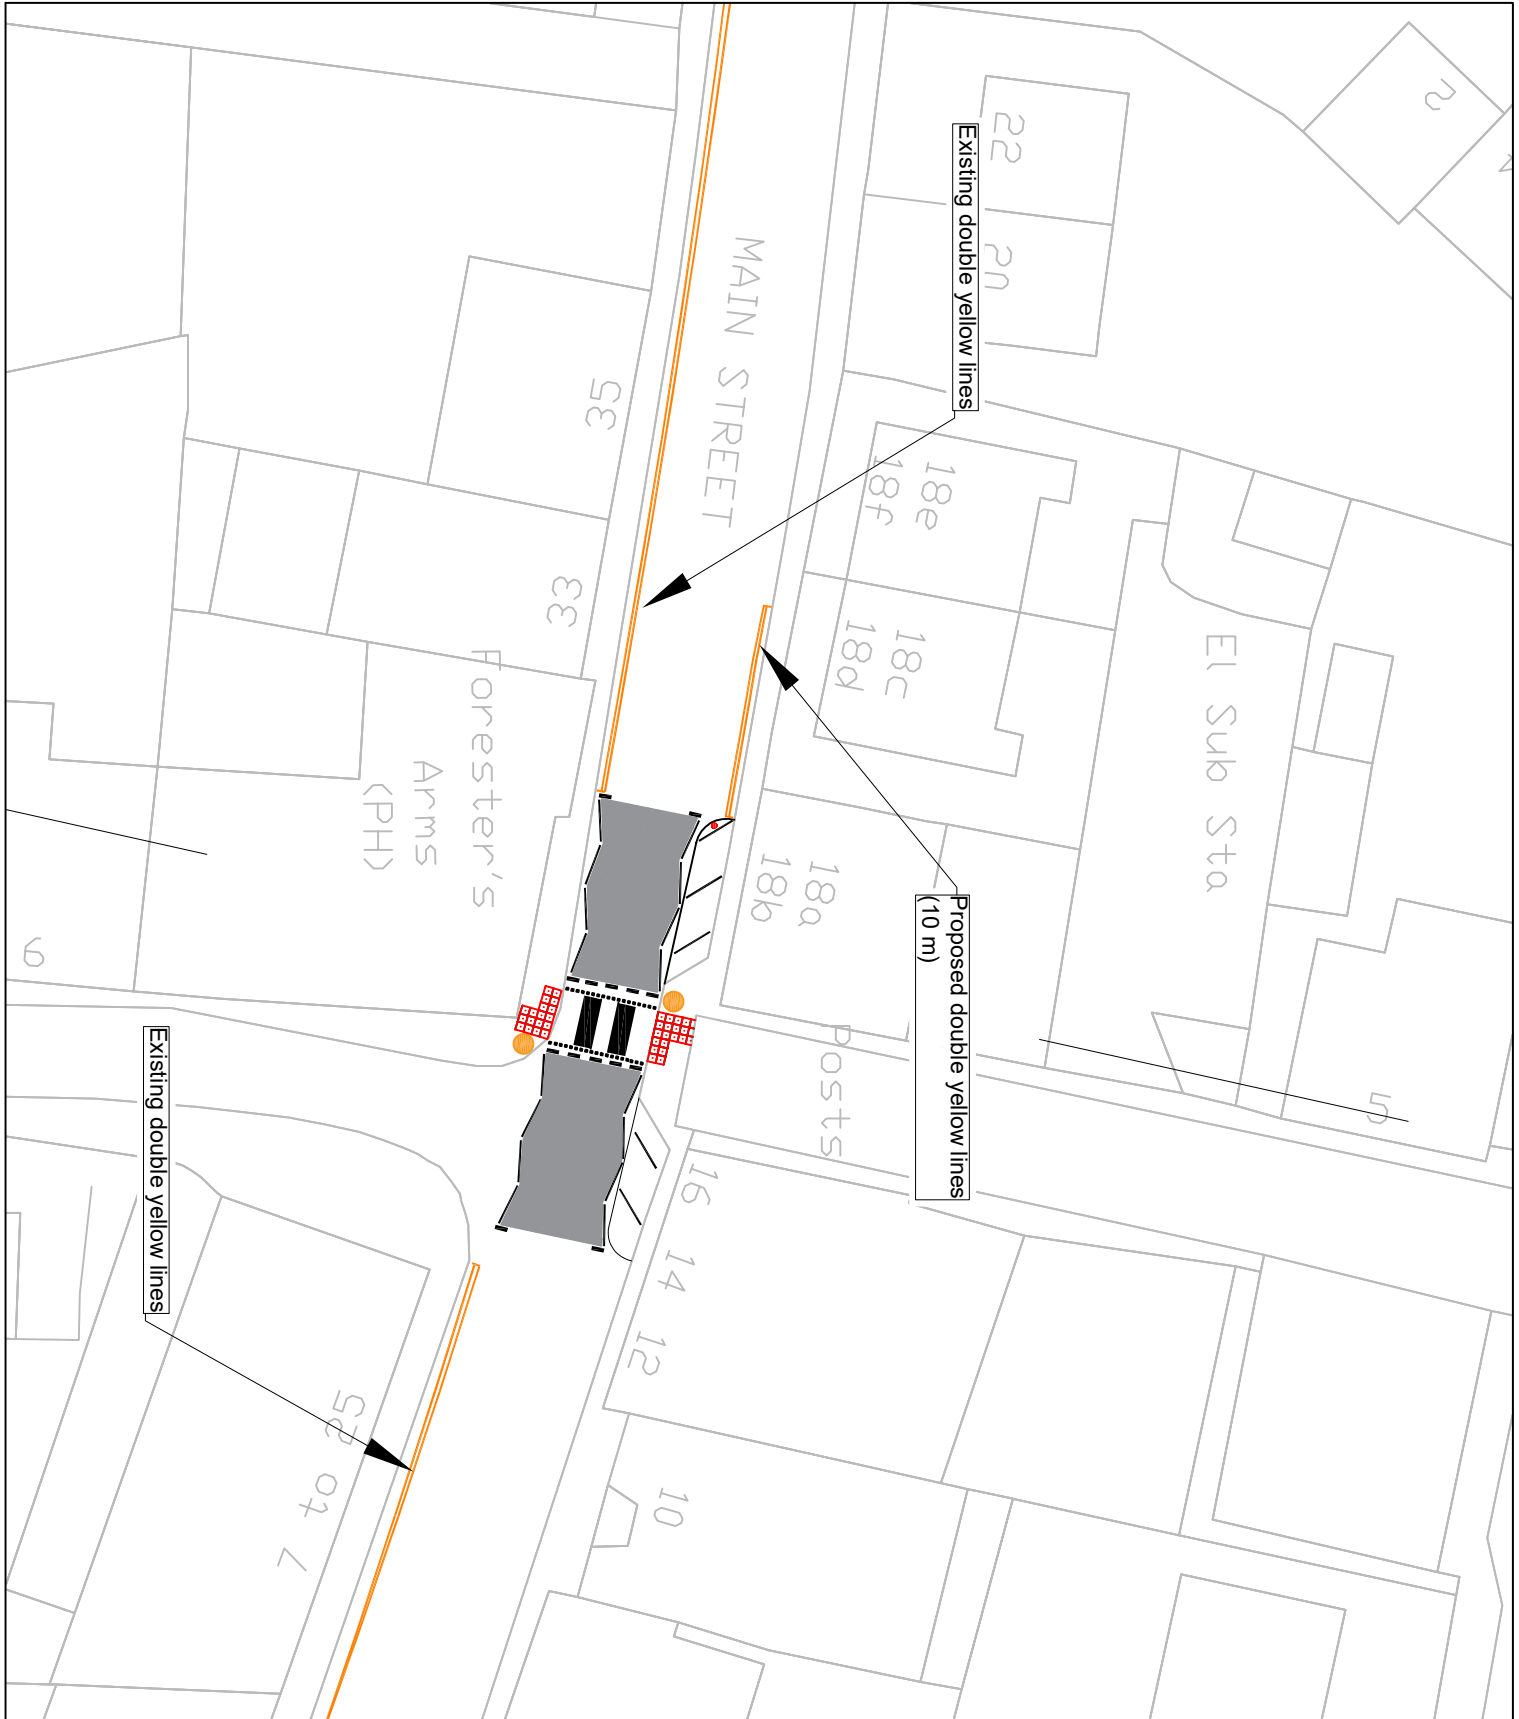 2
4
22
20
Existing double yellow lines
MAIN STREET
35
18e
18f
33
18c
18d
El Sub Sta
Forester's
Arms
(PH)
18a
18b
Proposed double yellow lines
(10 m)
6
Posts
5
Existing double yellow lines
16
14
12
7 to 25
10